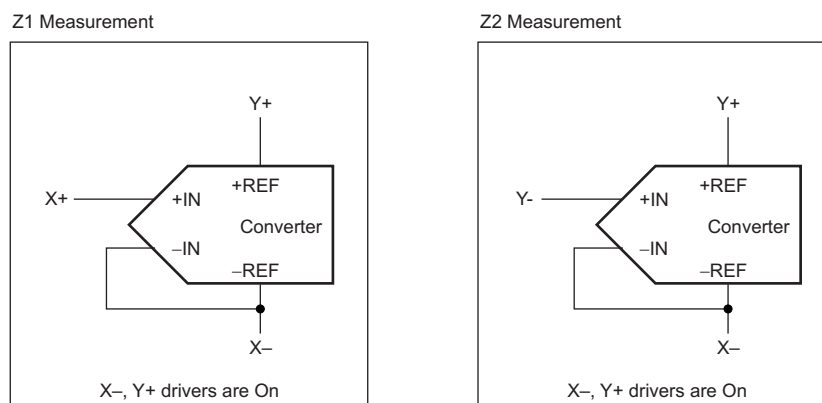 Z1 Measurement
Y+
X+
+REF
+IN
Converter
–IN
–REF
X–
X–, Y+ drivers are On
Z2 Measurement
Y+
Y-
+REF
+IN
Converter
–IN
–REF
X–
X–, Y+ drivers are On